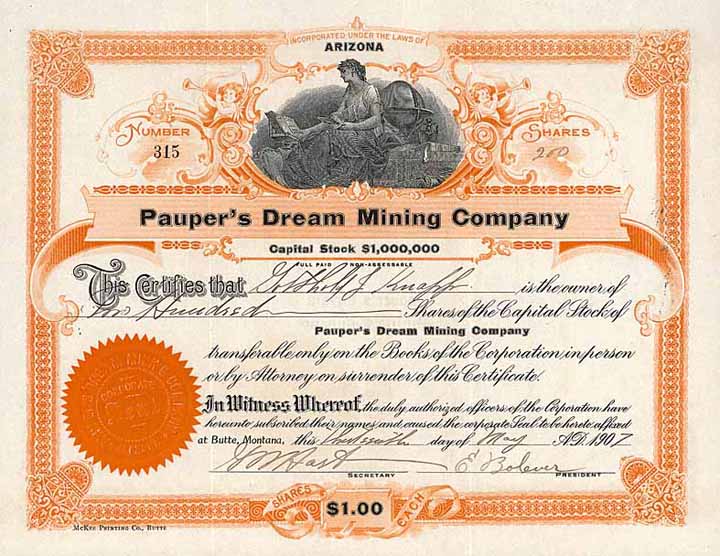 INCORPORATED UNDER THE LAWS OF
ARIZONA
NUMBER
315
SHARES
200
Pauper's Dream Mining Company
Capital Stock $1,000,000
FULL PAID NON-ASSESSABLE
This Certifies that Gotthold J Knapp is the owner of
Two Hundred Shares of the Capital Stock of
Pauper's Dream Mining Company
transferable only on the Books of the Corporation in person
or by Attorney on surrender of this Certificate.
In Witness Whereof, the duly authorized officers of the Corporation have
hereunto subscribed their names and caused the corporate Seal to be hereto affixed
at Butte, Montana, this day of May A.D. 1907
SECRETARY
PRESIDENT
SHARES $1.00 EACH
McKee Printing Co., Butte